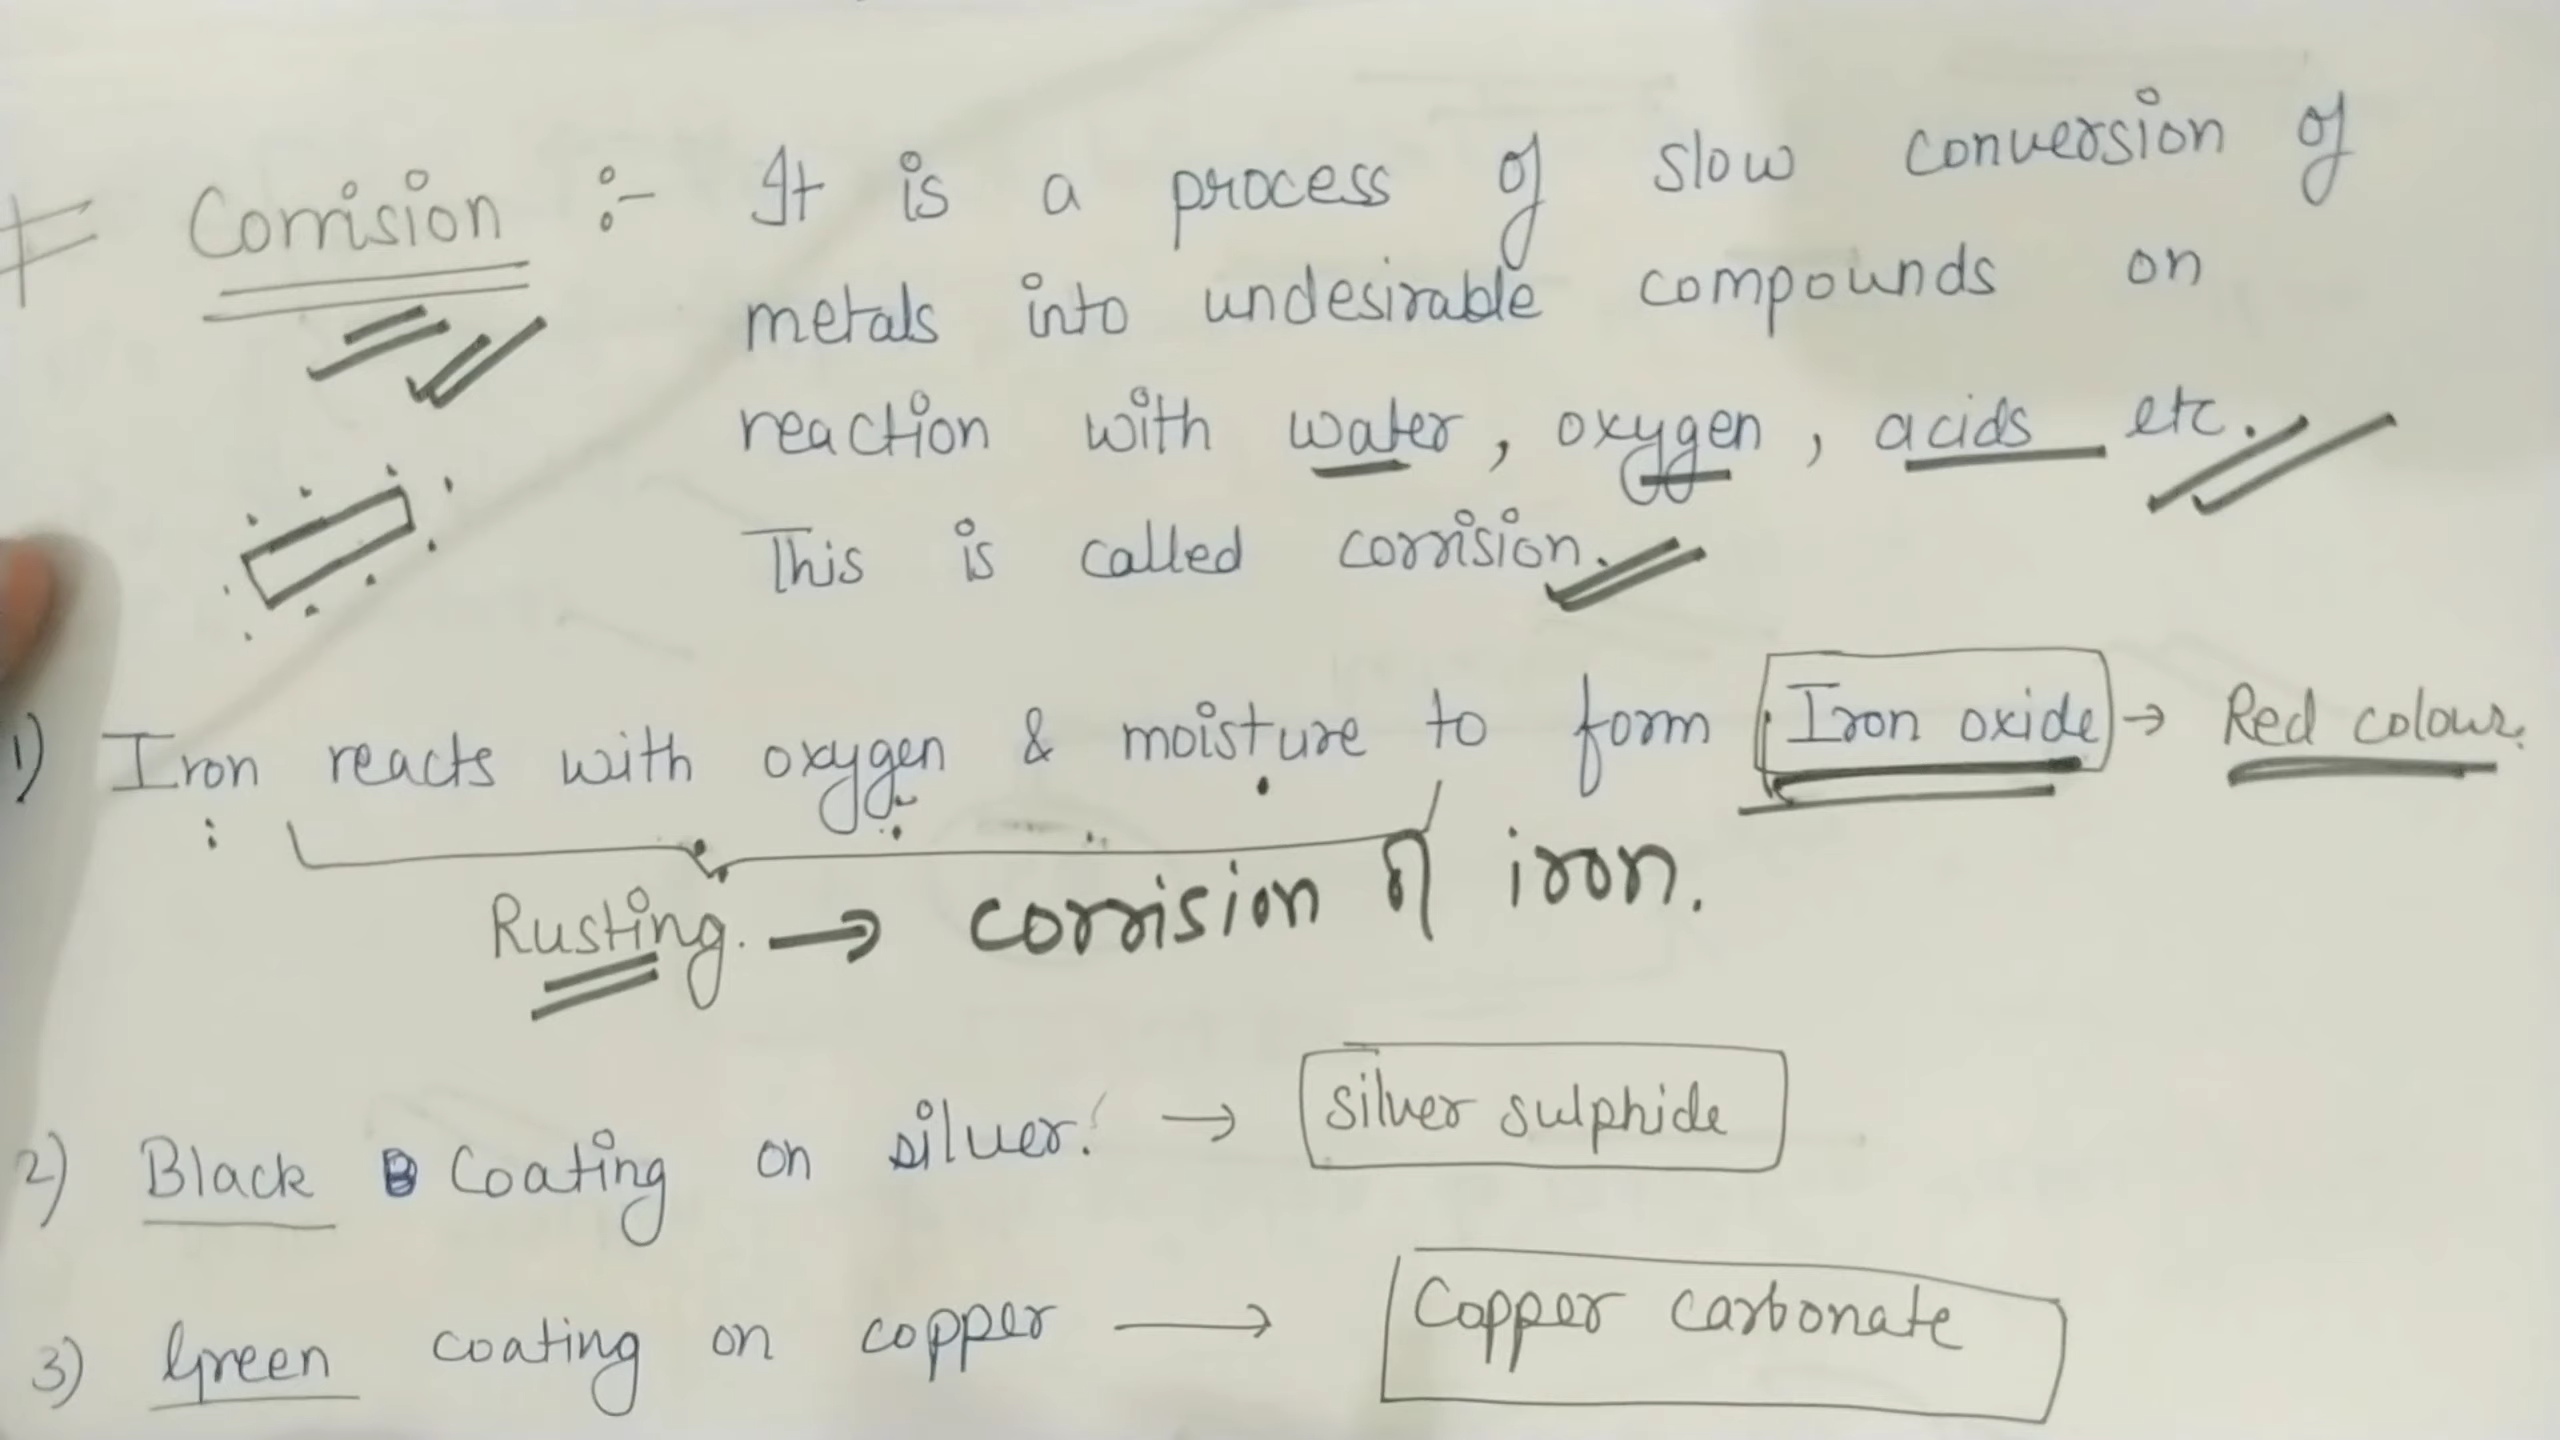 # Corrision :- It is a process of slow conversion of
metals into undesirable compounds on
reaction with water, oxygen, acids etc.
This is called corrision.
1) Iron reacts with oxygen & moisture to form Iron oxide → Red colour.
Rusting. → corrision of iron.
2) Black B Coating on silver. → silver sulphide
3) Green coating on copper → Copper carbonate